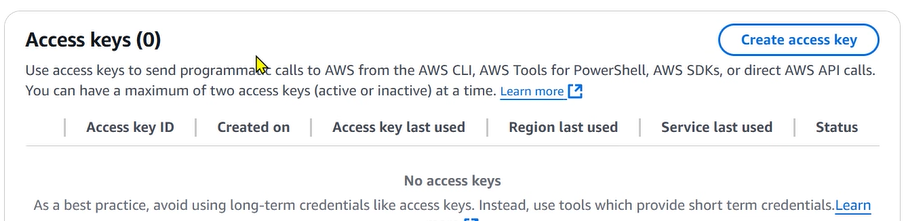 Access keys (0)
Create access key
Use access keys to send programmatic calls to AWS from the AWS CLI, AWS Tools for PowerShell, AWS SDKs, or direct AWS API calls.
You can have a maximum of two access keys (active or inactive) at a time. Learn more
Access key ID
Created on
Access key last used
Region last used
Service last used
Status
No access keys
As a best practice, avoid using long-term credentials like access keys. Instead, use tools which provide short term credentials.Learn